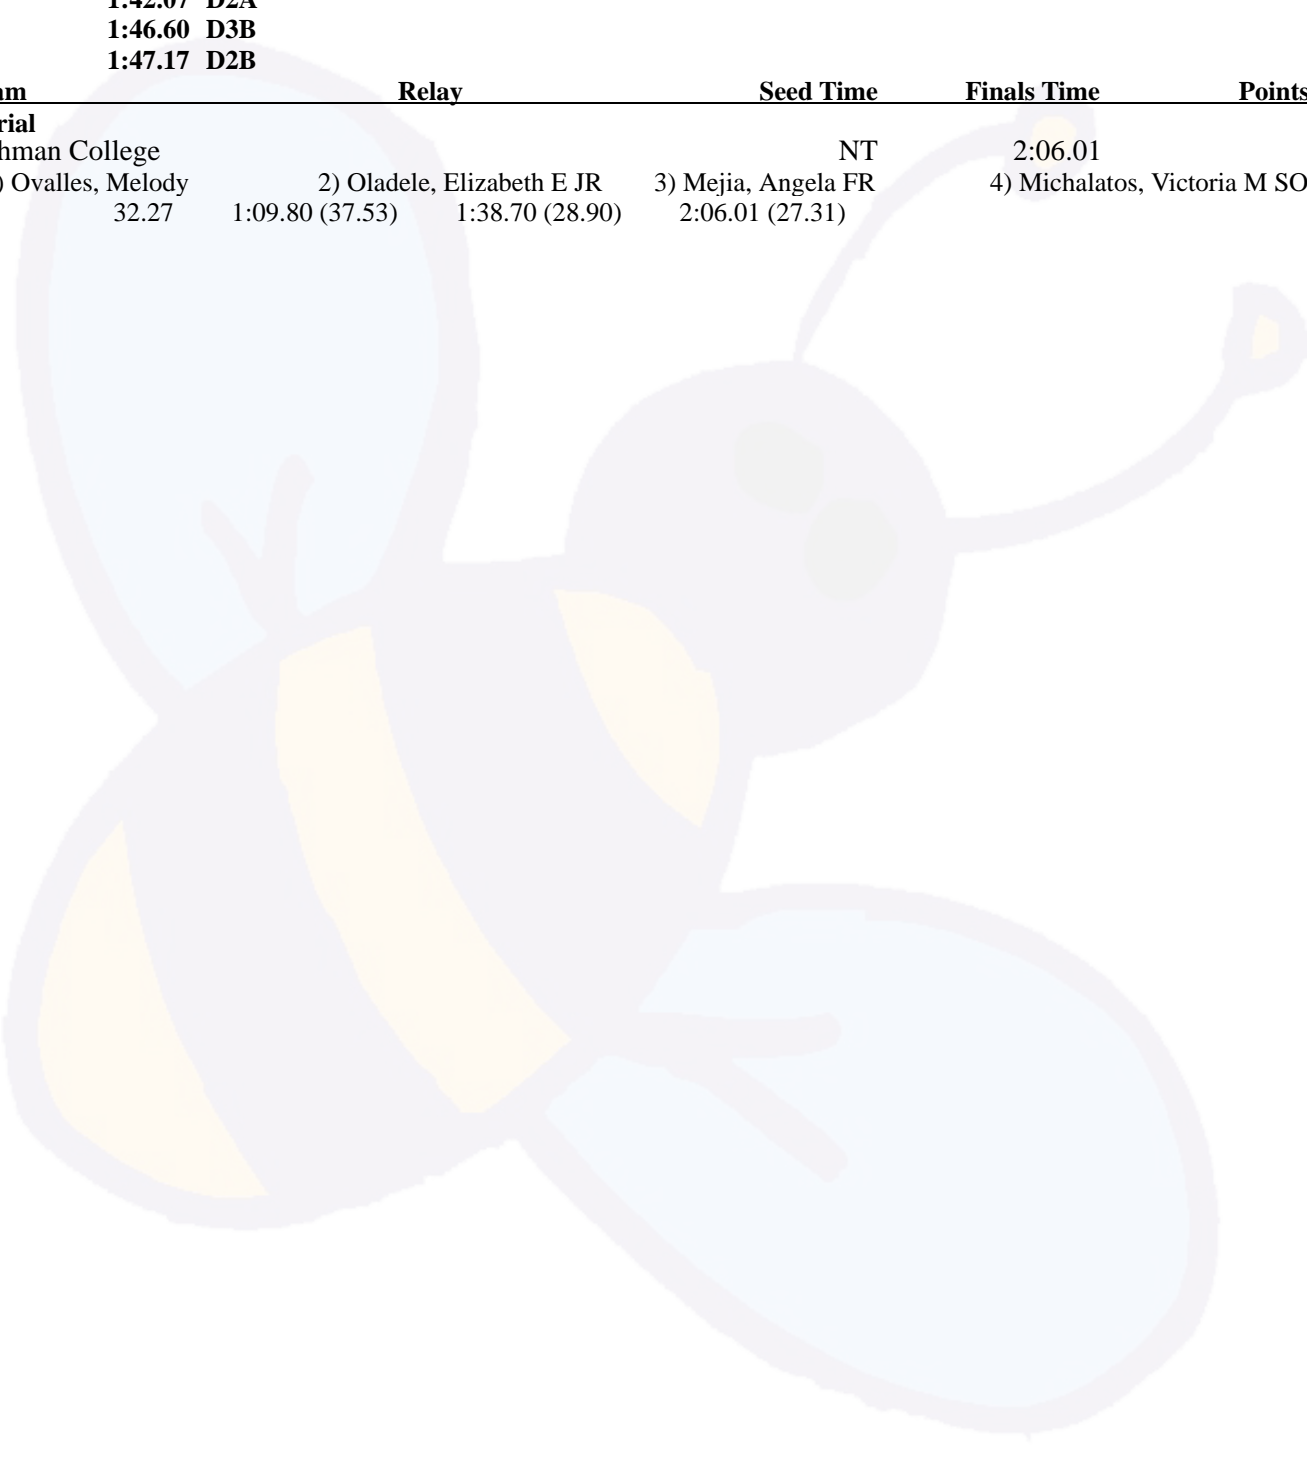 1:42.07 D2A
1:46.60 D3B
1:47.17 D2B
am Relay Seed Time Finals Time Points
rial
hman College NT 2:06.01
) Ovalles, Melody 2) Oladele, Elizabeth E JR 3) Mejia, Angela FR 4) Michalatos, Victoria M SO
32.27 1:09.80 (37.53) 1:38.70 (28.90) 2:06.01 (27.31)